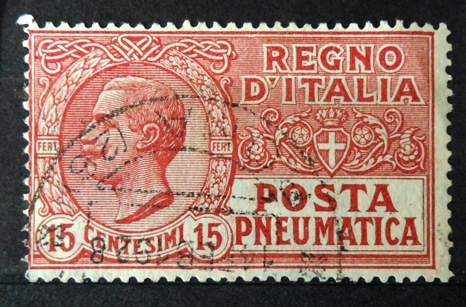 REGNO
D'ITALIA
FERT
FERT
POSTA
PNEUMATICA
15 CENTESIMI 15